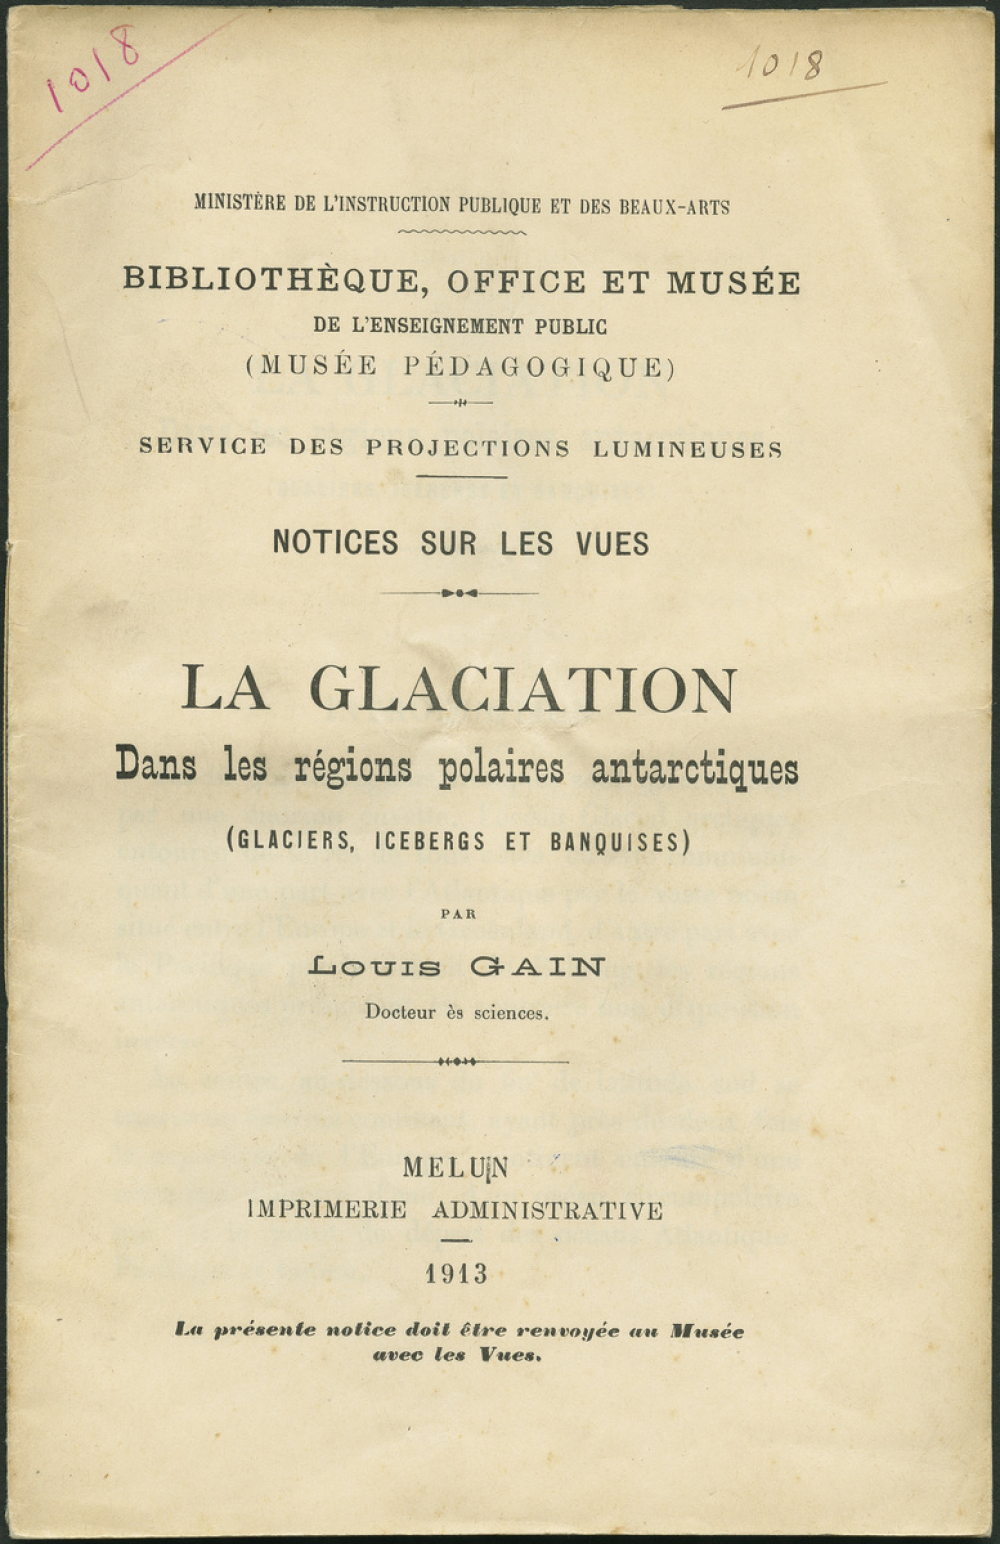 1018
1018
MINISTÈRE DE L'INSTRUCTION PUBLIQUE ET DES BEAUX-ARTS
BIBLIOTHÈQUE, OFFICE ET MUSÉE
DE L'ENSEIGNEMENT PUBLIC
(MUSÉE PÉDAGOGIQUE)
SERVICE DES PROJECTIONS LUMINEUSES
NOTICES SUR LES VUES
LA GLACIATION
Dans les régions polaires antarctiques
(GLACIERS, ICEBERGS ET BANQUISES)
PAR
LOUIS GAIN
Docteur ès sciences.
MELUN
IMPRIMERIE ADMINISTRATIVE
1913
La présente notice doit être renvoyée au Musée
avec les Vues.